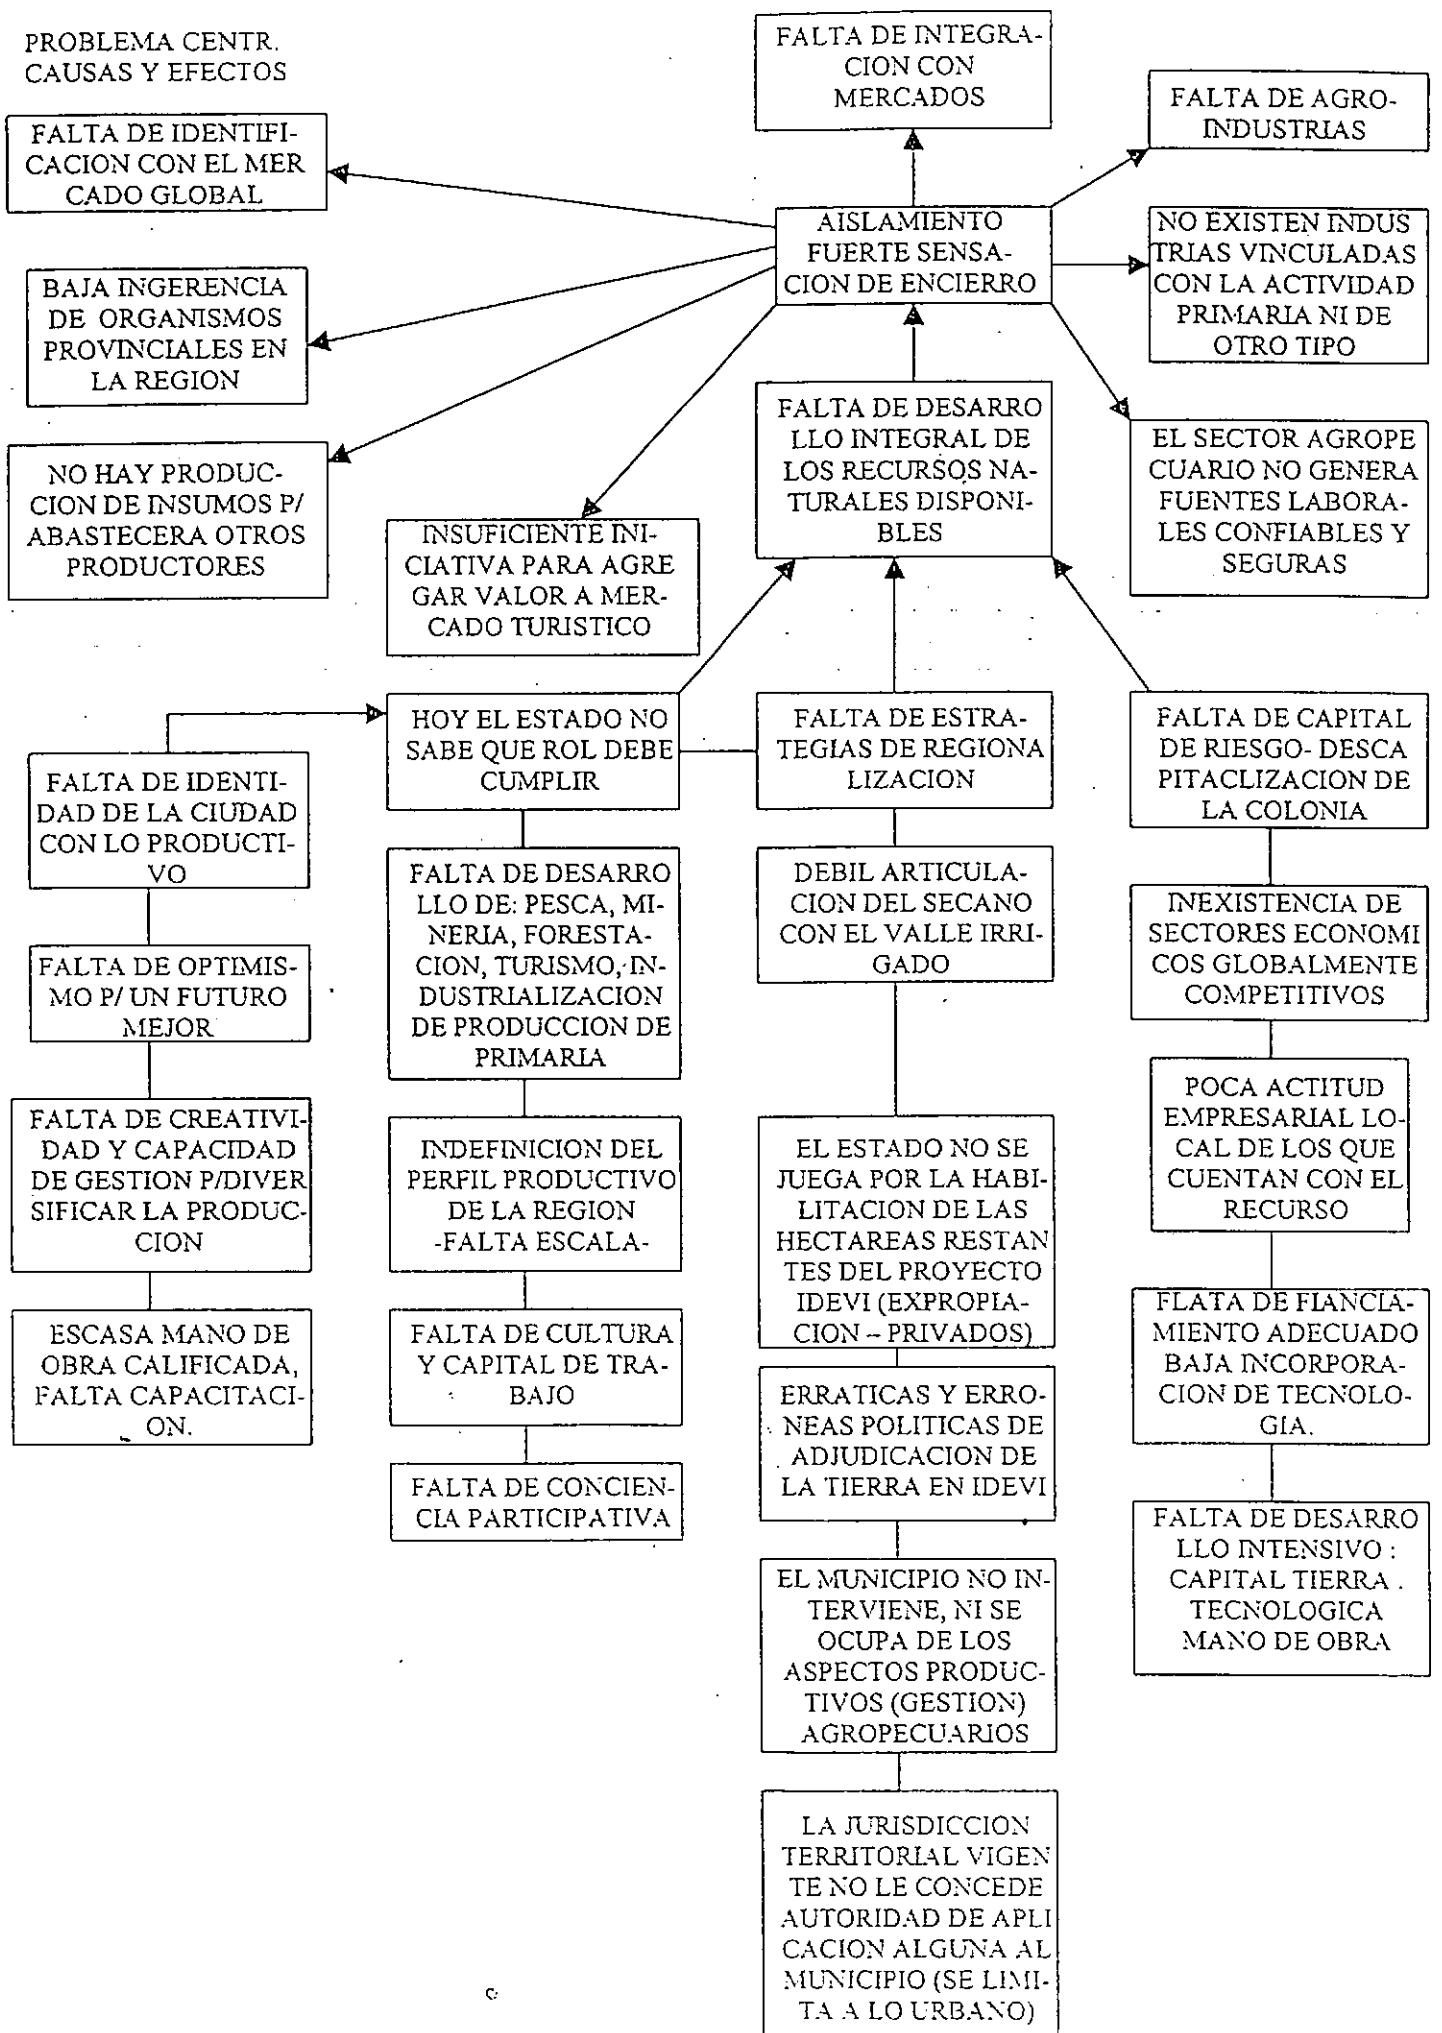 PROBLEMA CENTR.
CAUSAS Y EFECTOS
FALTA DE INTEGRA-
CION CON
MERCADOS
FALTA DE AGRO-
INDUSTRIAS
FALTA DE IDENTIFI-
CACION CON EL MER
CADO GLOBAL
AISLAMIENTO
FUERTE SENSA-
CION DE ENCIERRO
NO EXISTEN INDUS
TRIAS VINCULADAS
CON LA ACTIVIDAD
PRIMARIA NI DE
OTRO TIPO
BAJA INGERENCIA
DE ORGANISMOS
PROVINCIALES EN
LA REGION
FALTA DE DESARRO
LLO INTEGRAL DE
LOS RECURSOS NA-
TURALES DISPONI-
BLES
EL SECTOR AGROPE
CUARIO NO GENERA
FUENTES LABORA-
LES CONFIABLES Y
SEGURAS
NO HAY PRODUC-
CION DE INSUMOS P/
ABASTECERA OTROS
PRODUCTORES
INSUFICIENTE INI-
CIATIVA PARA AGRE
GAR VALOR A MER-
CADO TURISTICO
HOY EL ESTADO NO
SABE QUE ROL DEBE
CUMPLIR
FALTA DE ESTRA-
TEGIAS DE REGIONA
LIZACION
FALTA DE CAPITAL
DE RIESGO- DESCA
PITACLIZACION DE
LA COLONIA
FALTA DE IDENTI-
DAD DE LA CIUDAD
CON LO PRODUCTI-
VO
FALTA DE DESARRO
LLO DE: PESCA, MI-
NERIA, FORESTA-
CION, TURISMO, IN-
DUSTRIALIZACION
DE PRODUCCION DE
PRIMARIA
DEBIL ARTICULA-
CION DEL SECANO
CON EL VALLE IRRI-
GADO
INEXISTENCIA DE
SECTORES ECONOMI
COS GLOBALMENTE
COMPETITIVOS
FALTA DE OPTIMIS-
MO P/ UN FUTURO
MEJOR
POCA ACTITUD
EMPRESARIAL LO-
CAL DE LOS QUE
CUENTAN CON EL
RECURSO
FALTA DE CREATIVI-
DAD Y CAPACIDAD
DE GESTION P/DIVER
SIFICAR LA PRODUC-
CION
INDEFINICION DEL
PERFIL PRODUCTIVO
DE LA REGION
-FALTA ESCALA-
EL ESTADO NO SE
JUEGA POR LA HABI-
LITACION DE LAS
HECTAREAS RESTAN
TES DEL PROYECTO
IDEVI (EXPROPIA-
CION – PRIVADOS)
FLATA DE FIANCIA-
MIENTO ADECUADO
BAJA INCORPORA-
CION DE TECNOLO-
GIA.
ESCASA MANO DE
OBRA CALIFICADA,
FALTA CAPACITACI-
ON.
FALTA DE CULTURA
Y CAPITAL DE TRA-
BAJO
ERRATICAS Y ERRO-
NEAS POLITICAS DE
ADJUDICACION DE
LA TIERRA EN IDEVI
FALTA DE CONCIEN-
CIA PARTICIPATIVA
FALTA DE DESARRO
LLO INTENSIVO :
CAPITAL TIERRA .
TECNOLOGICA
MANO DE OBRA
EL MUNICIPIO NO IN-
TERVIENE, NI SE
OCUPA DE LOS
ASPECTOS PRODUC-
TIVOS (GESTION)
AGROPECUARIOS
LA JURISDICCION
TERRITORIAL VIGEN
TE NO LE CONCEDE
AUTORIDAD DE APLI
CACION ALGUNA AL
MUNICIPIO (SE LIMI-
TA A LO URBANO)